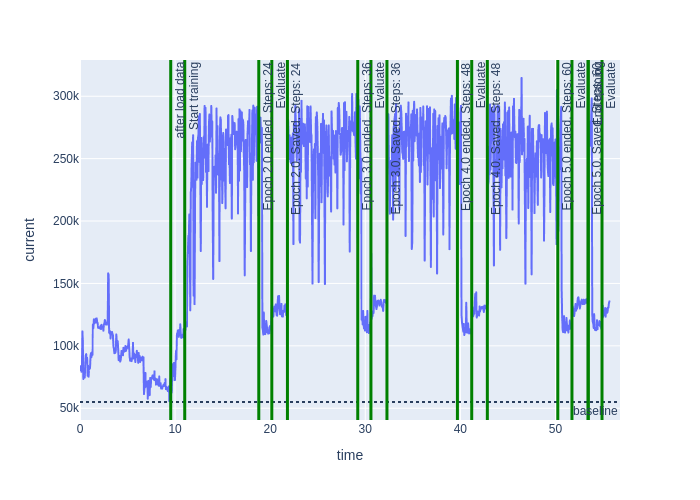 300k
250k
200k
150k
100k
50k
0
10
20
30
40
50
time
current
baseline
after load data
Start training
Epoch 2.0 ended. Steps: 24
Evaluate
Epoch 2.0. Saved. Steps: 24
Epoch 3.0 ended. Steps: 36
Evaluate
Epoch 3.0. Saved. Steps: 36
Epoch 4.0 ended. Steps: 48
Evaluate
Epoch 4.0. Saved. Steps: 48
Epoch 5.0 ended. Steps: 60
Evaluate
Epoch 5.0. Saved. Steps: 60
Evaluate